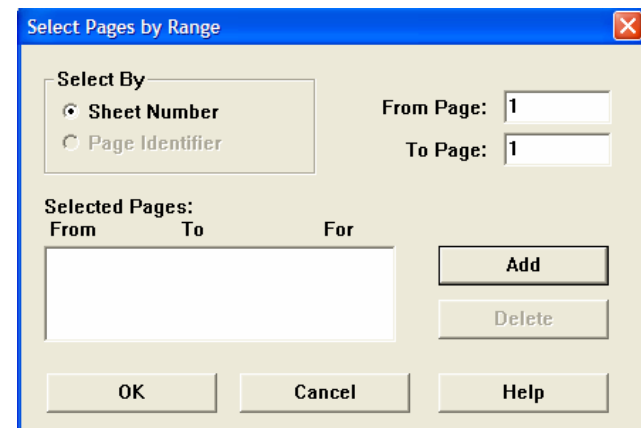 Select Pages by Range
Select By
Sheet Number
Page Identifier
From Page: 1
To Page: 1
Selected Pages:
From To For
Add
Delete
OK Cancel Help